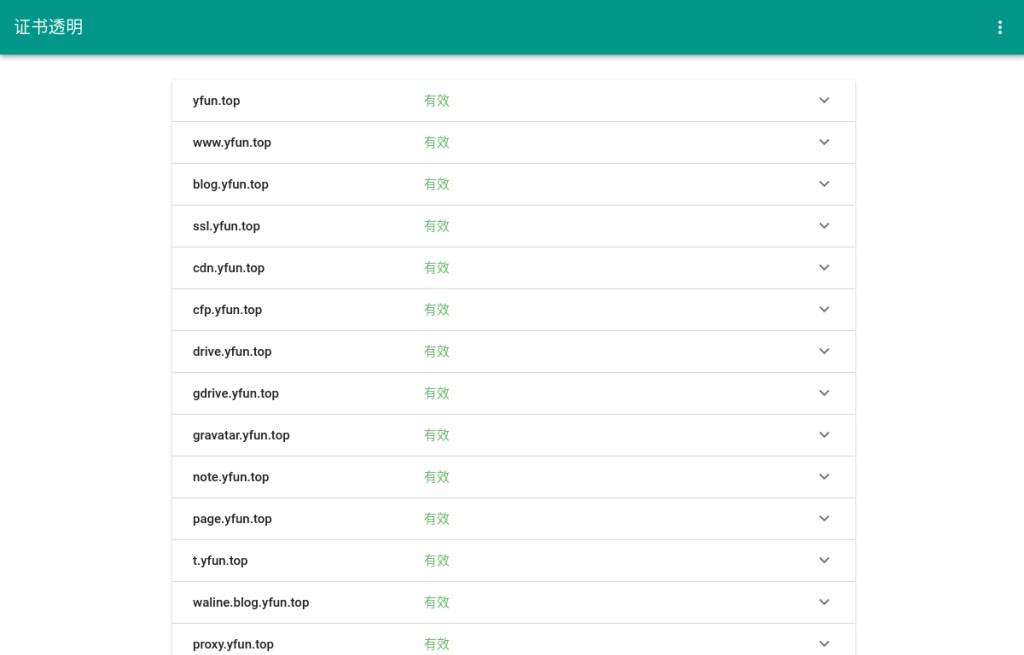 证书透明
yfun.top 有效
www.yfun.top 有效
blog.yfun.top 有效
ssl.yfun.top 有效
cdn.yfun.top 有效
cfp.yfun.top 有效
drive.yfun.top 有效
gdrive.yfun.top 有效
gravatar.yfun.top 有效
note.yfun.top 有效
page.yfun.top 有效
t.yfun.top 有效
waline.blog.yfun.top 有效
proxy.yfun.top 有效